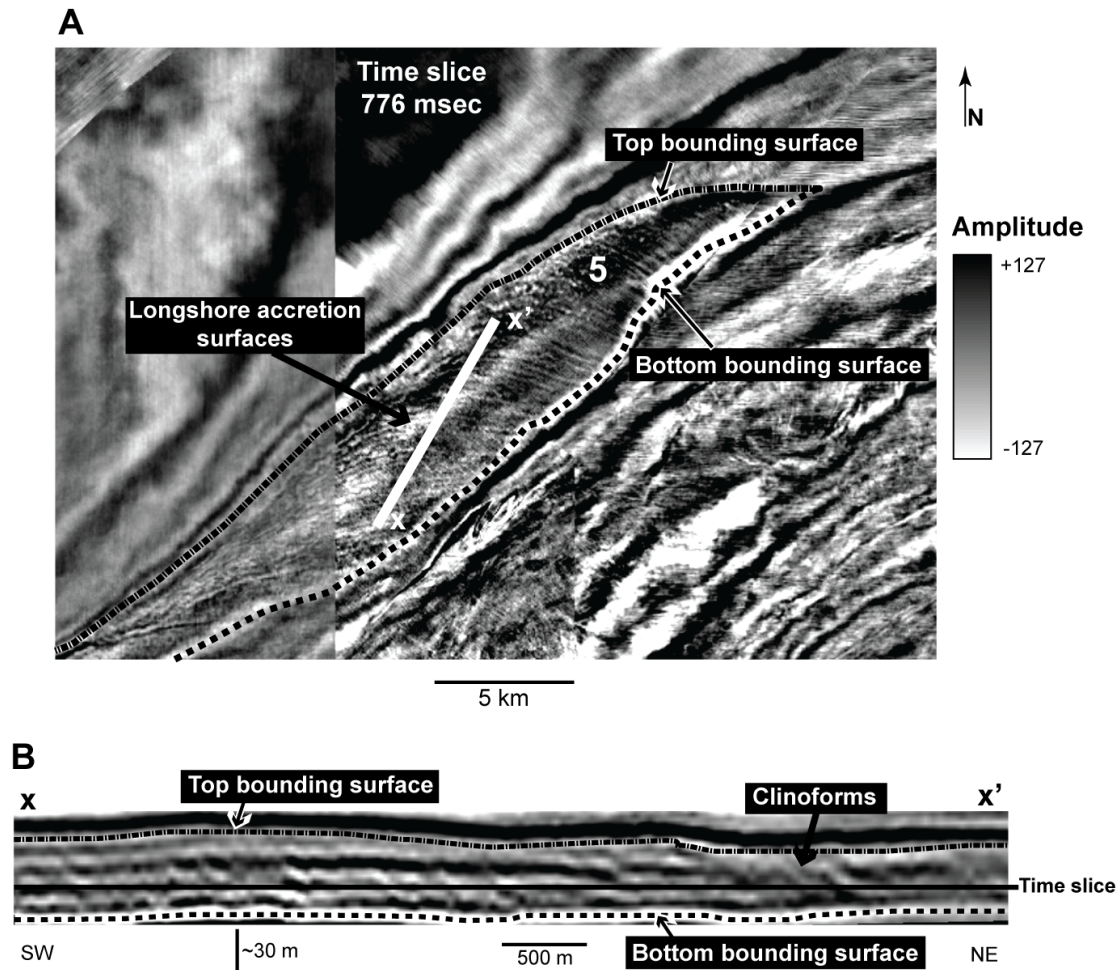 A
Time slice
776 msec
N
Top bounding surface
Amplitude
+127
5
Longshore accretion
surfaces
x’
Bottom bounding surface
-127
x
5 km
B
x
Top bounding surface
Clinoforms
x’
Time slice
SW
~30 m
500 m
Bottom bounding surface
NE